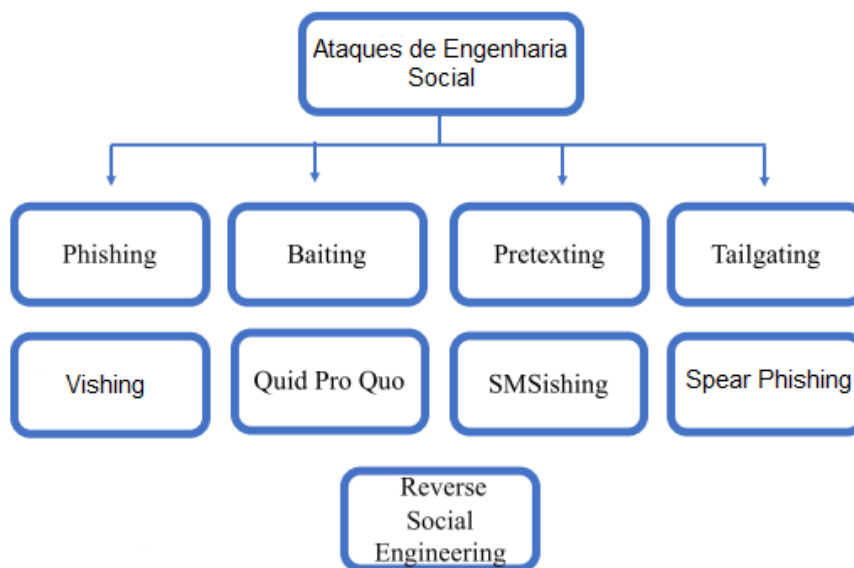 Ataques de Engenharia
Social
Phishing
Baiting
Pretexting
Tailgating
Vishing
Quid Pro Quo
SMSishing
Spear Phishing
Reverse
Social
Engineering